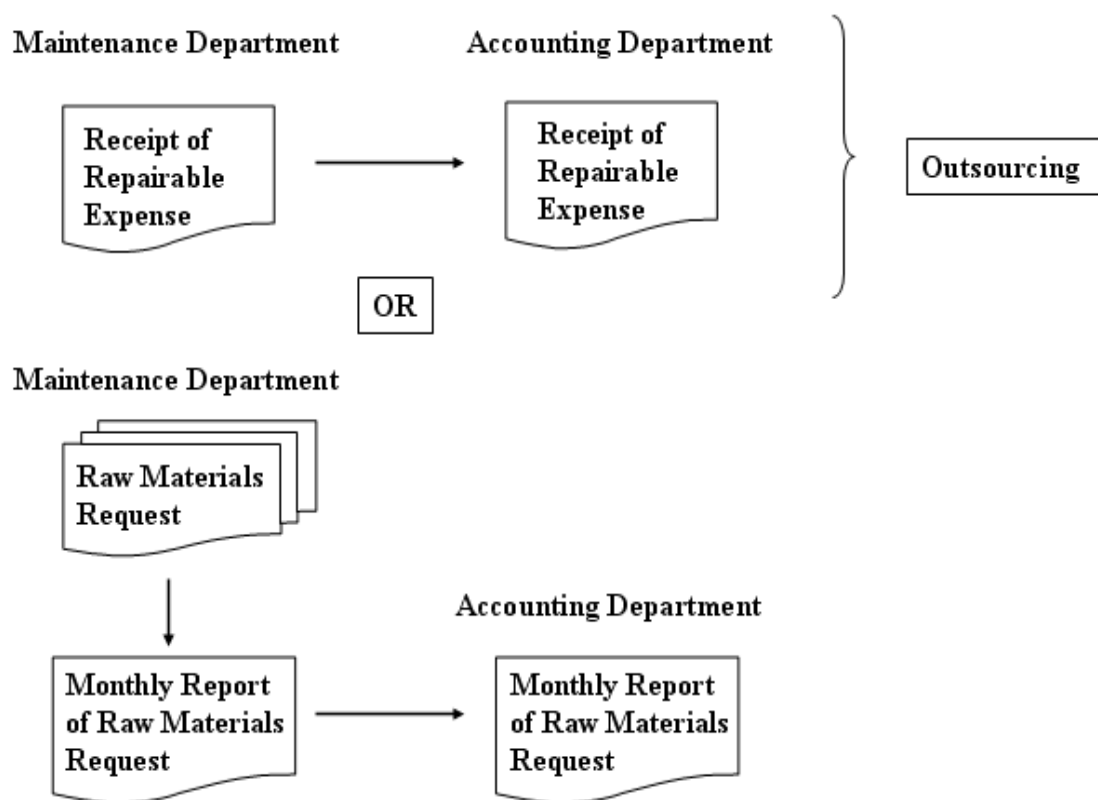 Maintenance Department
Accounting Department
Receipt of
Repairable
Expense
Receipt of
Repairable
Expense
Outsourcing
OR
Maintenance Department
Raw Materials
Request
Accounting Department
Monthly Report
of Raw Materials
Request
Monthly Report
of Raw Materials
Request